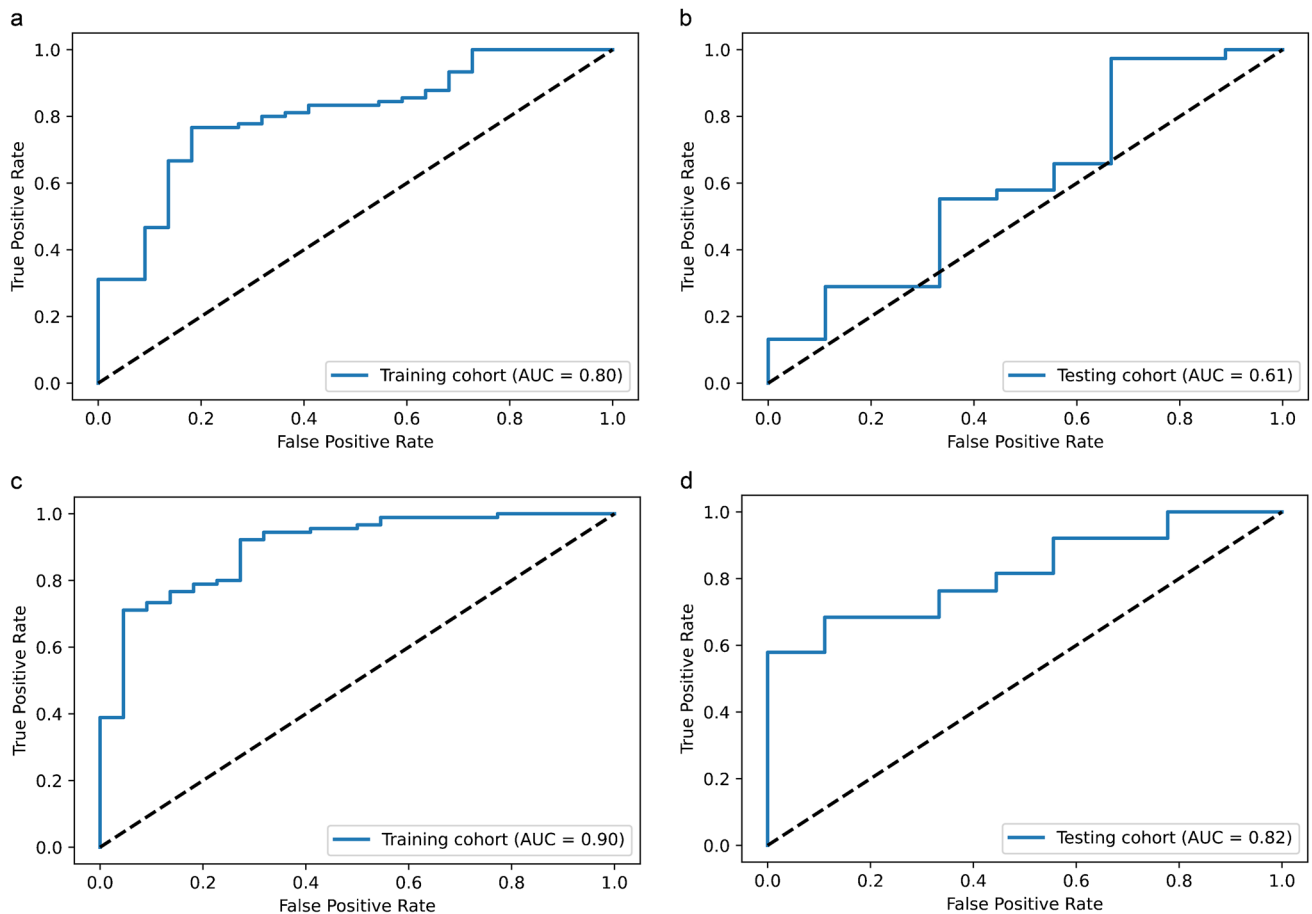 a
1.0
0.8
0.6
0.4
0.2
0.0
True Positive Rate
0.0 0.2 0.4 0.6 0.8 1.0
False Positive Rate
Training cohort (AUC = 0.80)
b
1.0
0.8
0.6
0.4
0.2
0.0
True Positive Rate
0.0 0.2 0.4 0.6 0.8 1.0
False Positive Rate
Testing cohort (AUC = 0.61)
c
1.0
0.8
0.6
0.4
0.2
0.0
True Positive Rate
0.0 0.2 0.4 0.6 0.8 1.0
False Positive Rate
Training cohort (AUC = 0.90)
d
1.0
0.8
0.6
0.4
0.2
0.0
True Positive Rate
0.0 0.2 0.4 0.6 0.8 1.0
False Positive Rate
Testing cohort (AUC = 0.82)